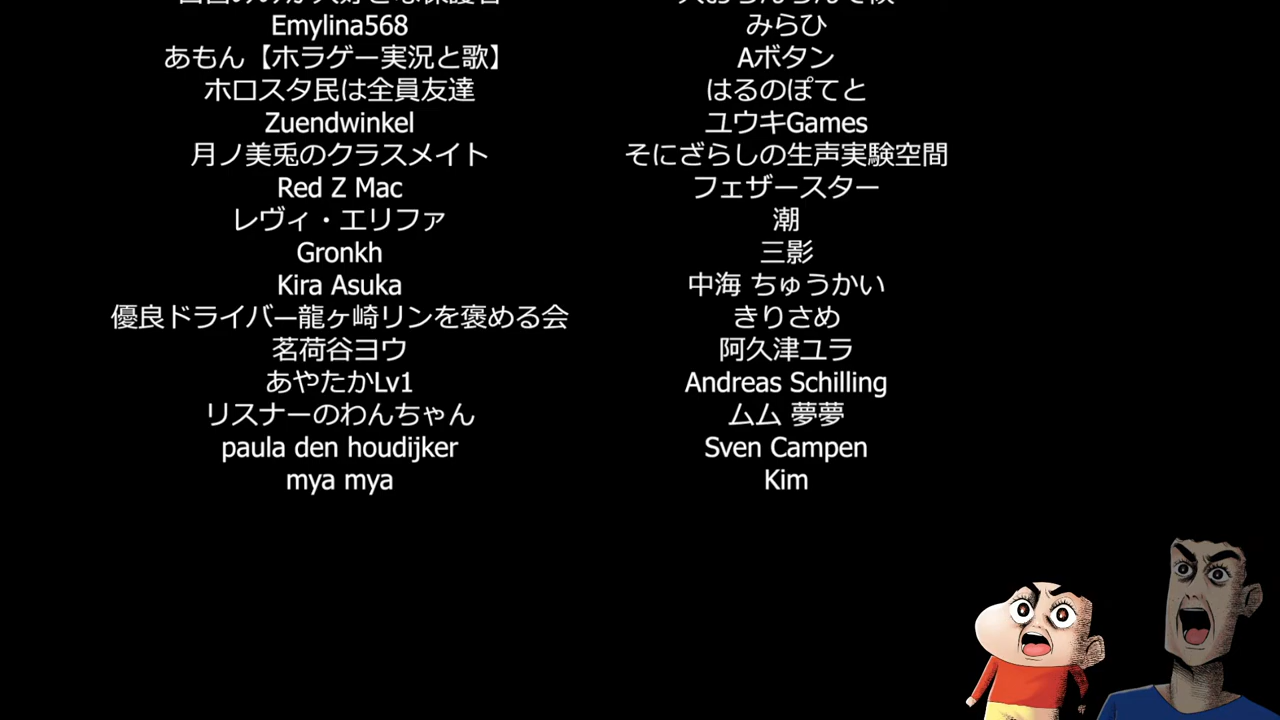 Emylina568
みらひ
あもん【ホラゲー実況と歌】
Aボタン
ホロスタ民は全員友達
はるのぽてと
Zuendwinkel
ユウキGames
月ノ美兎のクラスメイト
そにざらしの生声実験空間
Red Z Mac
フェザースター
レヴィ・エリファ
潮
Gronkh
三影
Kira Asuka
中海 ちゅうかい
優良ドライバー龍ヶ崎リンを褒める会
きりさめ
茗荷谷ヨウ
阿久津ユラ
あやたかLv1
Andreas Schilling
リスナーのわんちゃん
ムム 夢夢
paula den houdijker
Sven Campen
mya mya
Kim